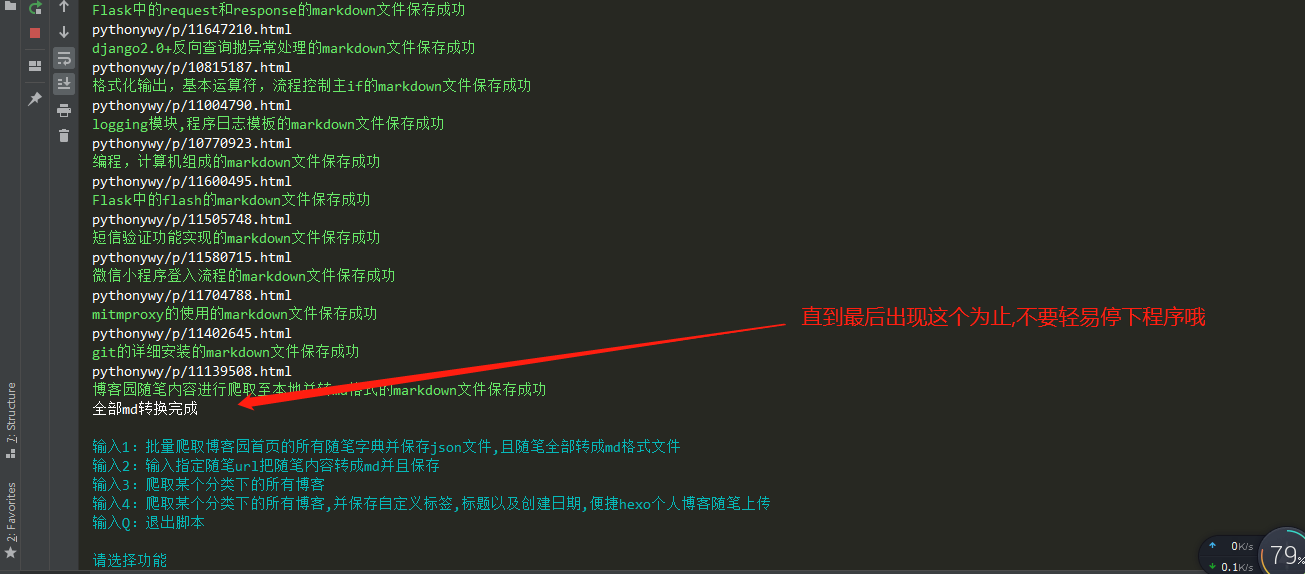 Flask中的request和response的markdown文件保存成功
pythonywy/p/11647210.html
django2.0+反向查询抛异常处理的markdown文件保存成功
pythonywy/p/10815187.html
格式化输出，基本运算符，流程控制主if的markdown文件保存成功
pythonywy/p/11004790.html
logging模块,程序日志模板的markdown文件保存成功
pythonywy/p/10770923.html
编程，计算机组成的markdown文件保存成功
pythonywy/p/11600495.html
Flask中的flash的markdown文件保存成功
pythonywy/p/11505748.html
短信验证功能实现的markdown文件保存成功
pythonywy/p/11580715.html
微信小程序登入流程的markdown文件保存成功
pythonywy/p/11704788.html
mitmproxy的使用的markdown文件保存成功
pythonywy/p/11402645.html
git的详细安装的markdown文件保存成功
pythonywy/p/11139508.html
博客园随笔内容进行爬取至本地并转md格式的markdown文件保存成功
全部md转换完成
直到最后出现这个为止,不要轻易停下程序哦
输入1: 批量爬取博客园首页的所有随笔字典并保存json文件,且随笔全部转成md格式文件
输入2: 输入指定随笔url把随笔内容转成md并且保存
输入3: 爬取某个分类下的所有博客
输入4: 爬取某个分类下的所有博客,并保存自定义标签,标题以及创建日期,便捷hexo个人博客随笔上传
输入Q: 退出脚本
请选择功能
7: Structure
2: Favorites
0K/s
0.1K/s
79%